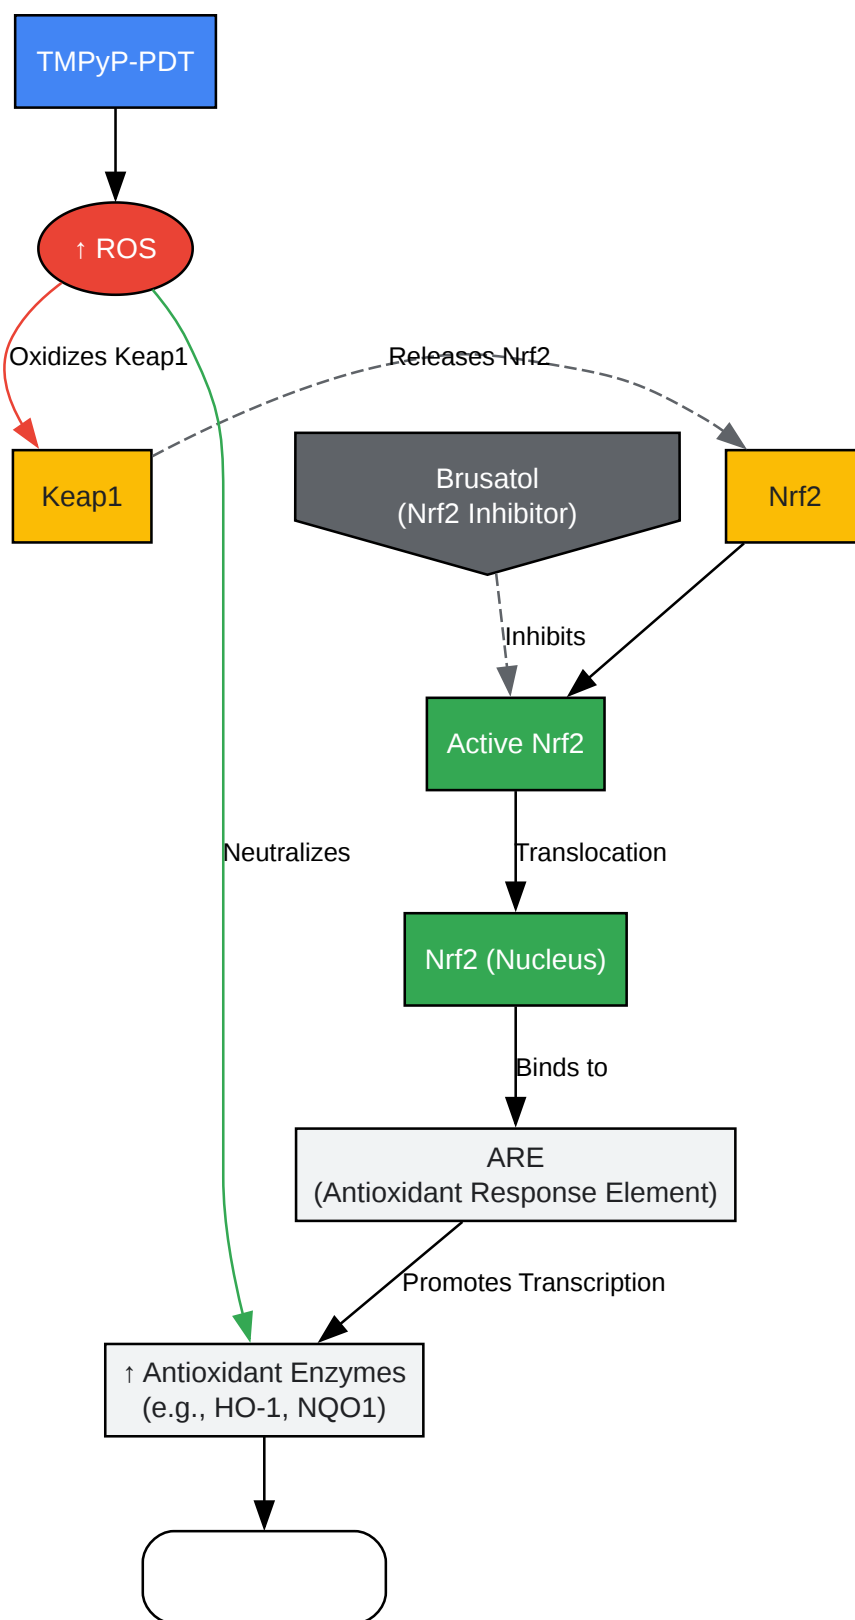 TMPyP-PDT
↑ ROS
Oxidizes Keap1
Releases Nrf2
Keap1
Brusatol
(Nrf2 Inhibitor)
Nrf2
Inhibits
Active Nrf2
Neutralizes
Translocation
Nrf2 (Nucleus)
Binds to
ARE
(Antioxidant Response Element)
Promotes Transcription
↑ Antioxidant Enzymes
(e.g., HO-1, NQO1)